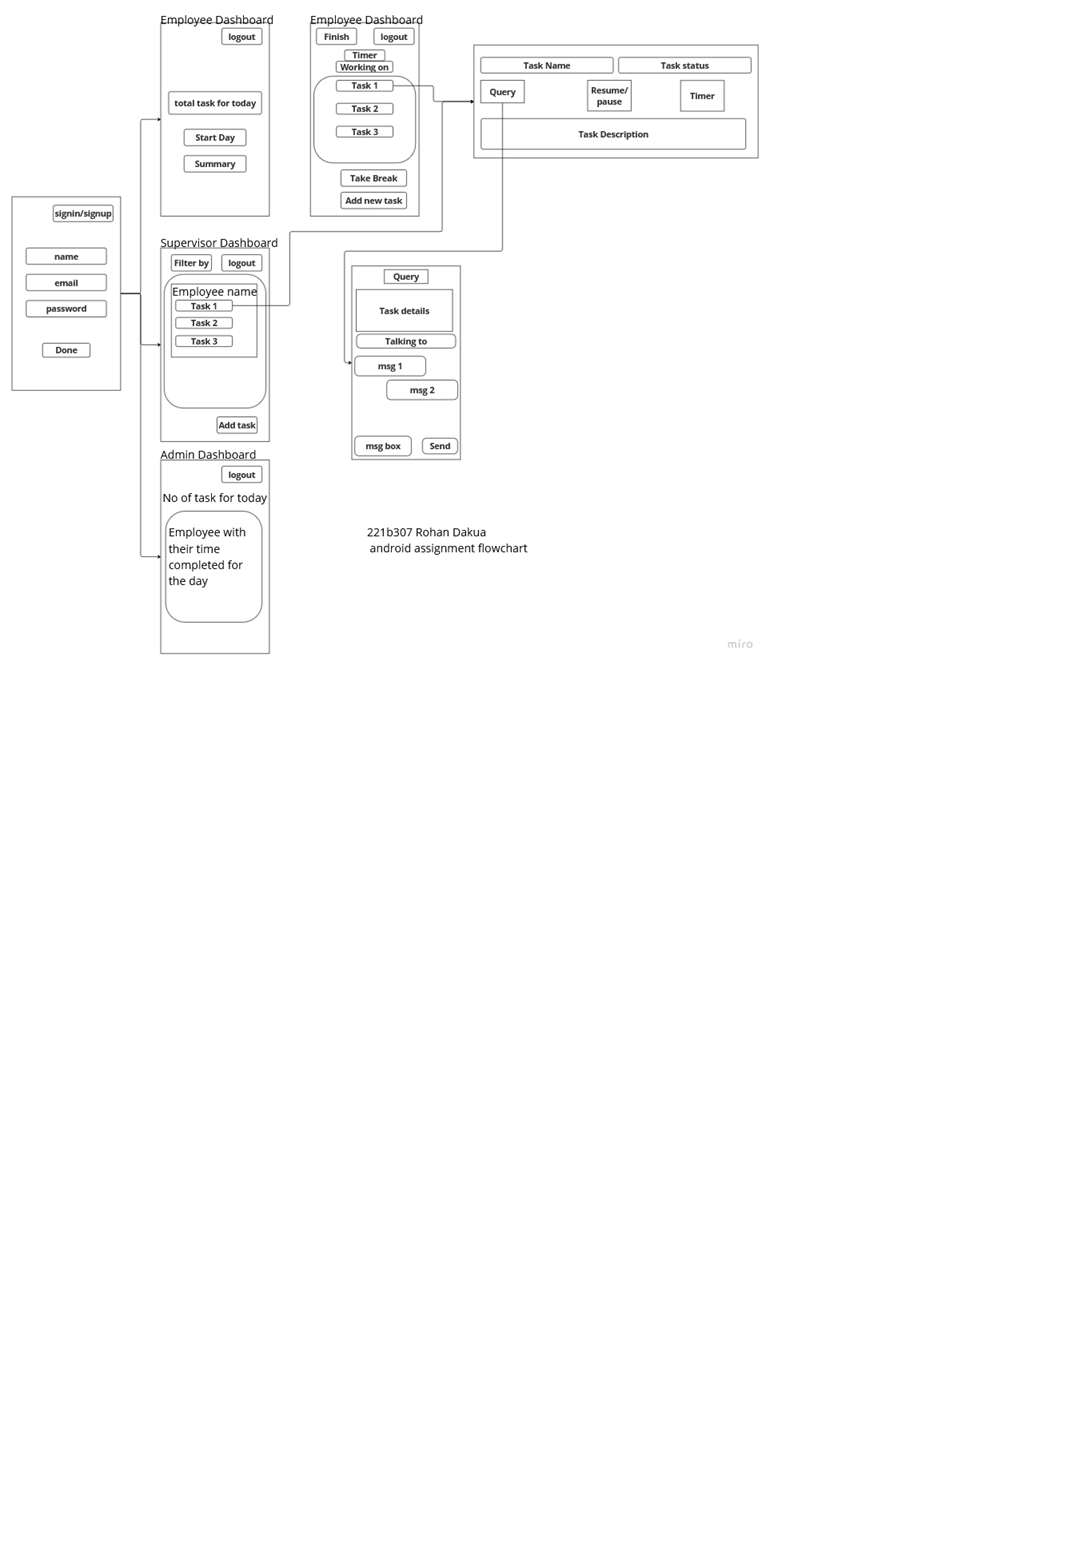 Employee Dashboard
logout
total task for today
Start Day
Summary
Employee Dashboard
Finish
logout
Timer
Working on
Task 1
Task 2
Task 3
Take Break
Add new task
Task Name
Task status
Query
Resume/
pause
Timer
Task Description
signin/signup
name
email
password
Done
Supervisor Dashboard
Filter by
logout
Employee name
Task 1
Task 2
Task 3
Add task
Query
Task details
Talking to
msg 1
msg 2
msg box
Send
Admin Dashboard
logout
No of task for today
Employee with
their time
completed for
the day
221b307 Rohan Dakua
android assignment flowchart
miro